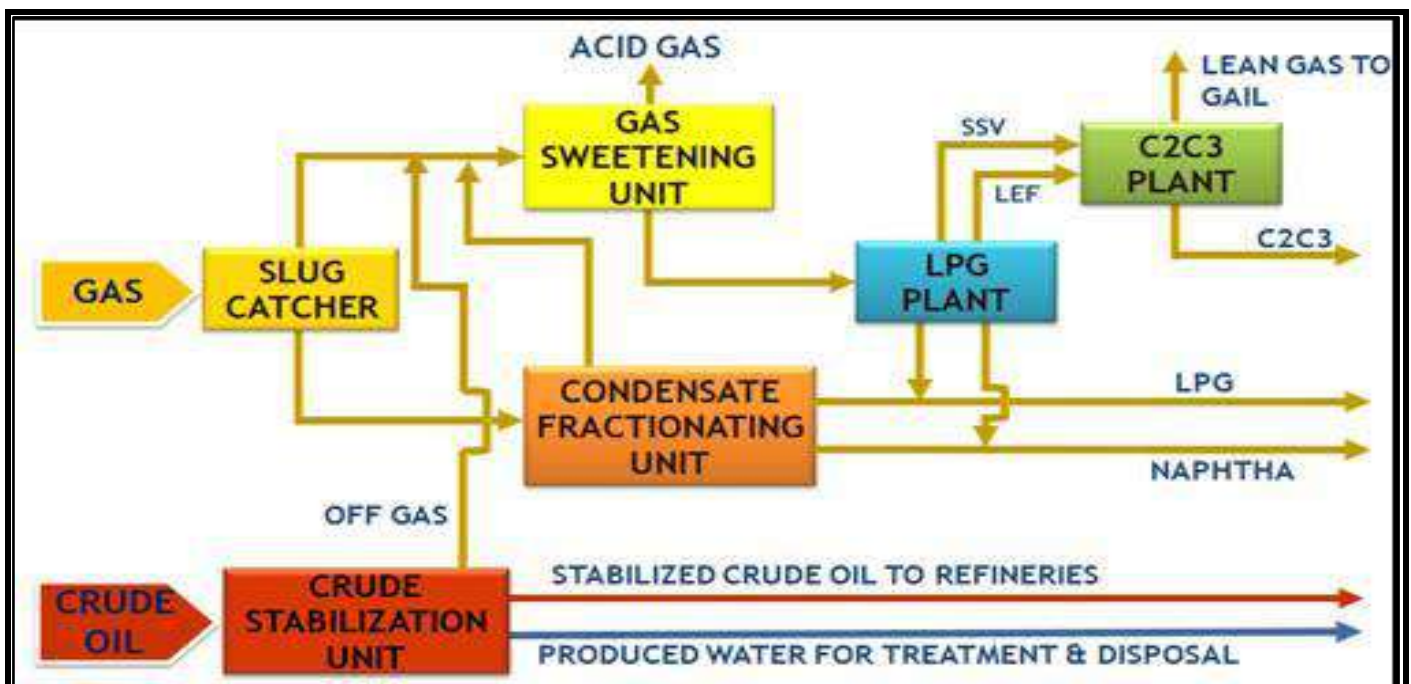 ACID GAS
LEAN GAS TO
GAIL
GAS
SWEETENING
UNIT
SSV
C2C3
PLANT
LEF
C2C3
GAS
SLUG
CATCHER
LPG
PLANT
CONDENSATE
FRACTIONATING
UNIT
LPG
NAPHTHA
OFF GAS
CRUDE
OIL
CRUDE
STABILIZATION
UNIT
STABILIZED CRUDE OIL TO REFINERIES
PRODUCED WATER FOR TREATMENT & DISPOSAL